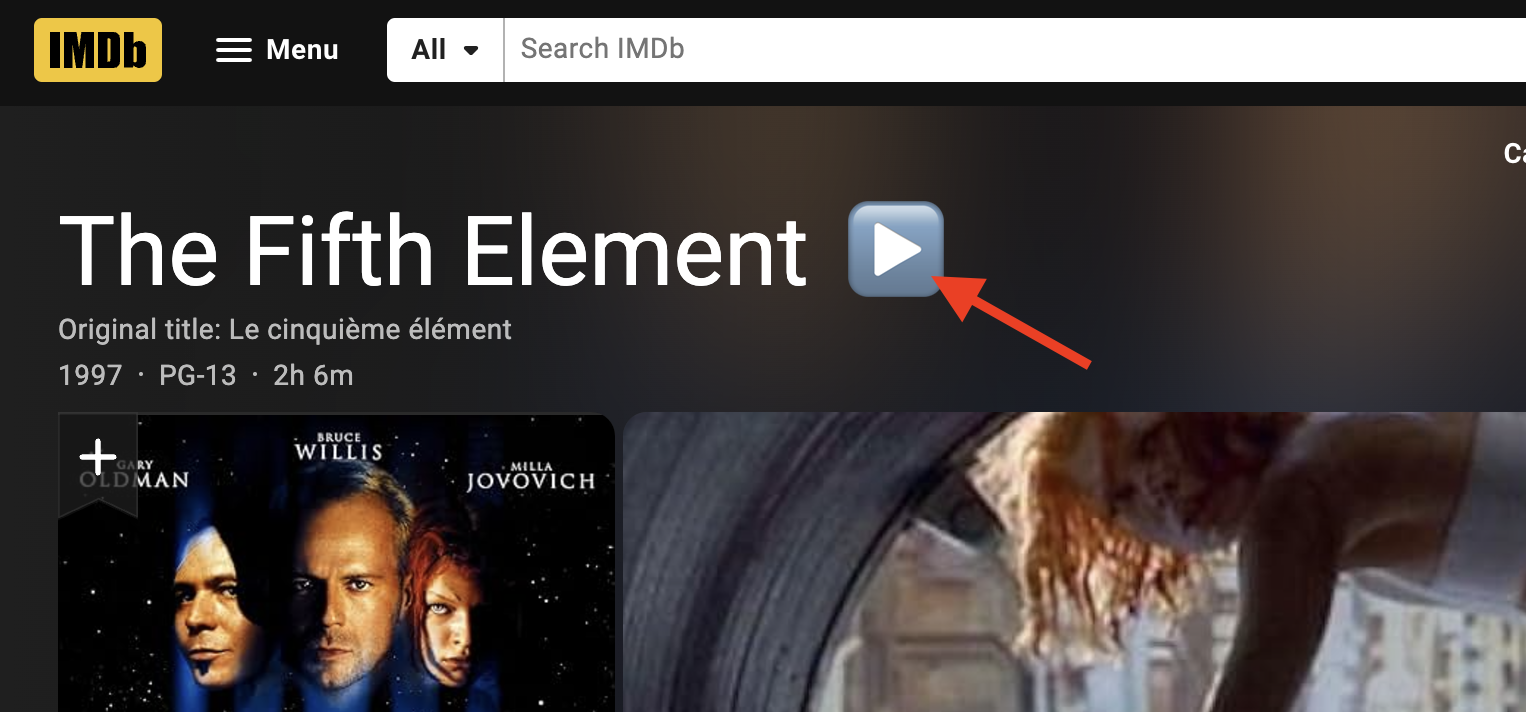 IMDb
Menu
All
Search IMDb
The Fifth Element
Original title: Le cinquième élément
1997 · PG-13 · 2h 6m
BRUCE
WILLIS
GARY
OLDMAN
MILLA
JOVOVICH